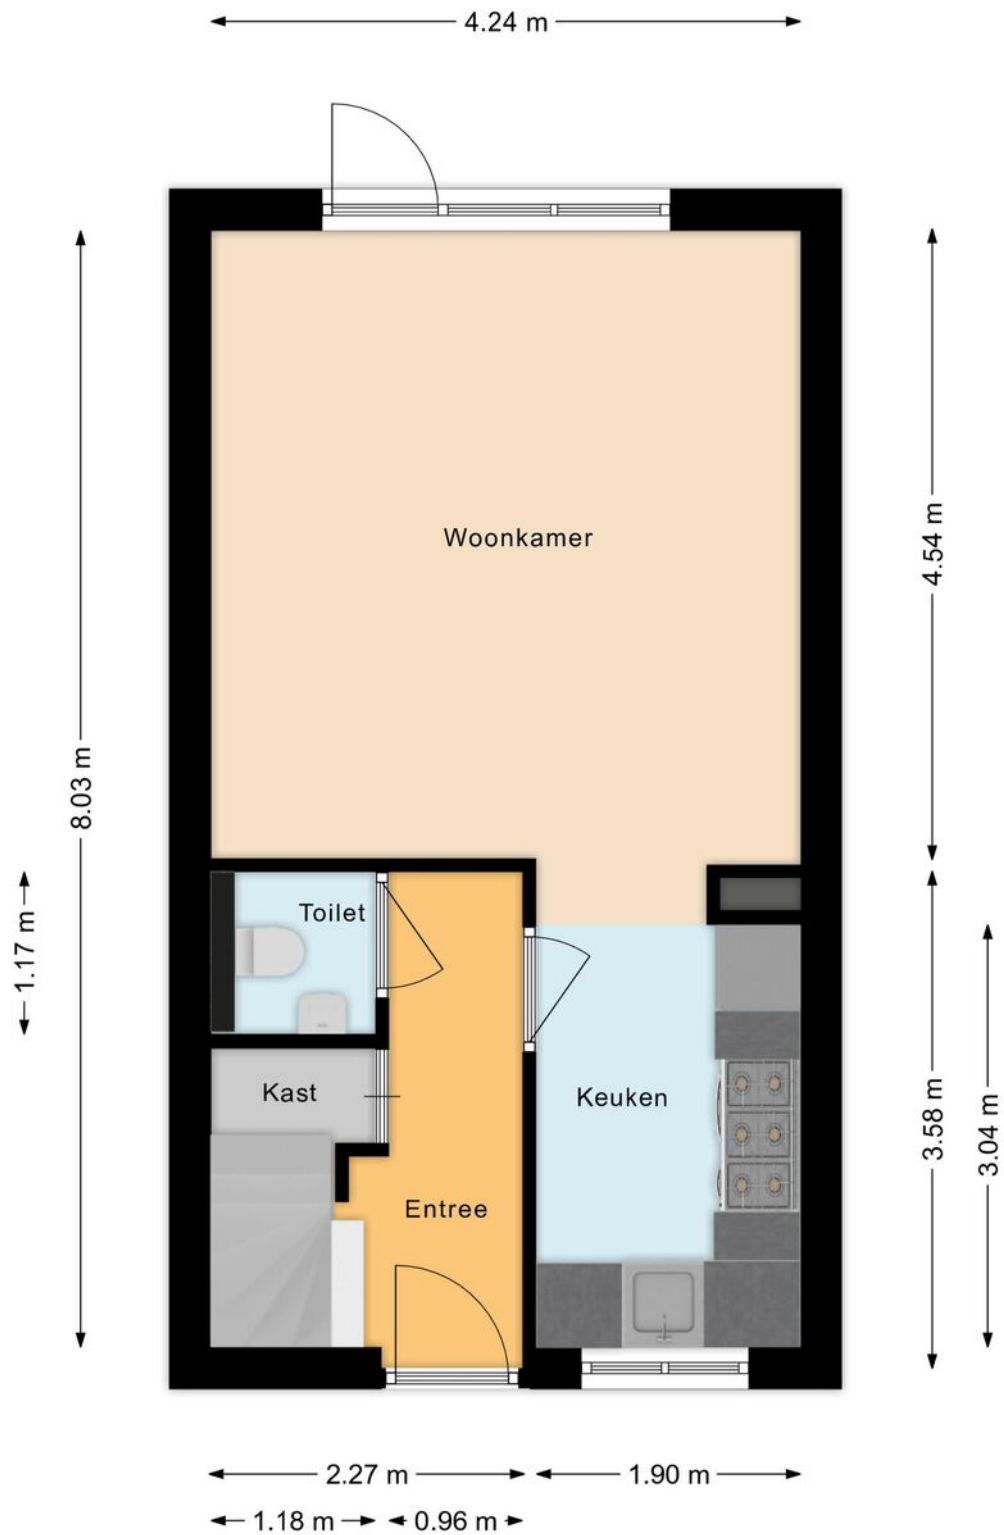 4.24 m
Woonkamer
4.54 m
8.03 m
Toilet
1.17 m
Kast
Keuken
3.58 m
3.04 m
Entree
2.27 m
1.90 m
1.18 m
0.96 m